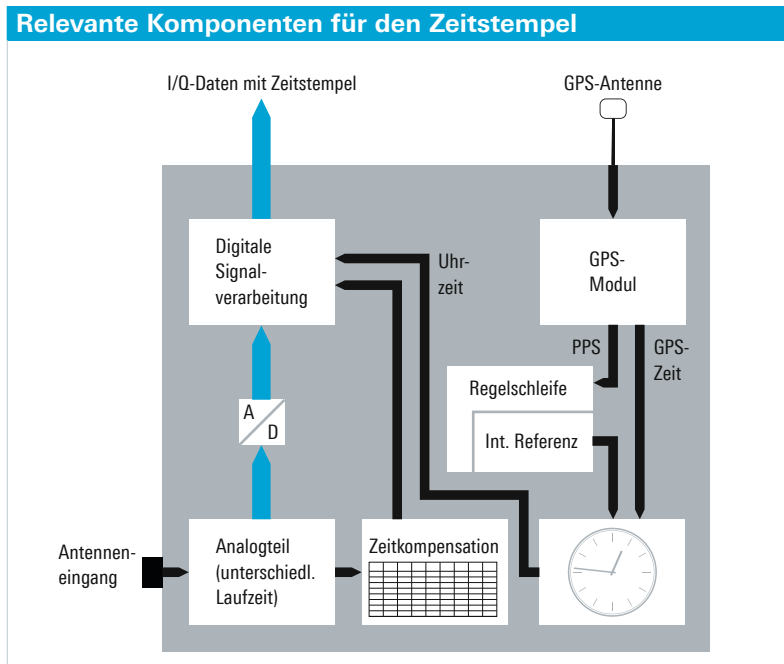 Relevante Komponenten für den Zeitstempel
I/Q-Daten mit Zeitstempel
GPS-Antenne
Digitale
Signal-
verarbeitung
Uhr-
zeit
GPS-
Modul
PPS
GPS-
Zeit
Regelschleife
Int. Referenz
A
D
Antennen-
eingang
Analogteil
(unterschiedl.
Laufzeit)
Zeitkompensation